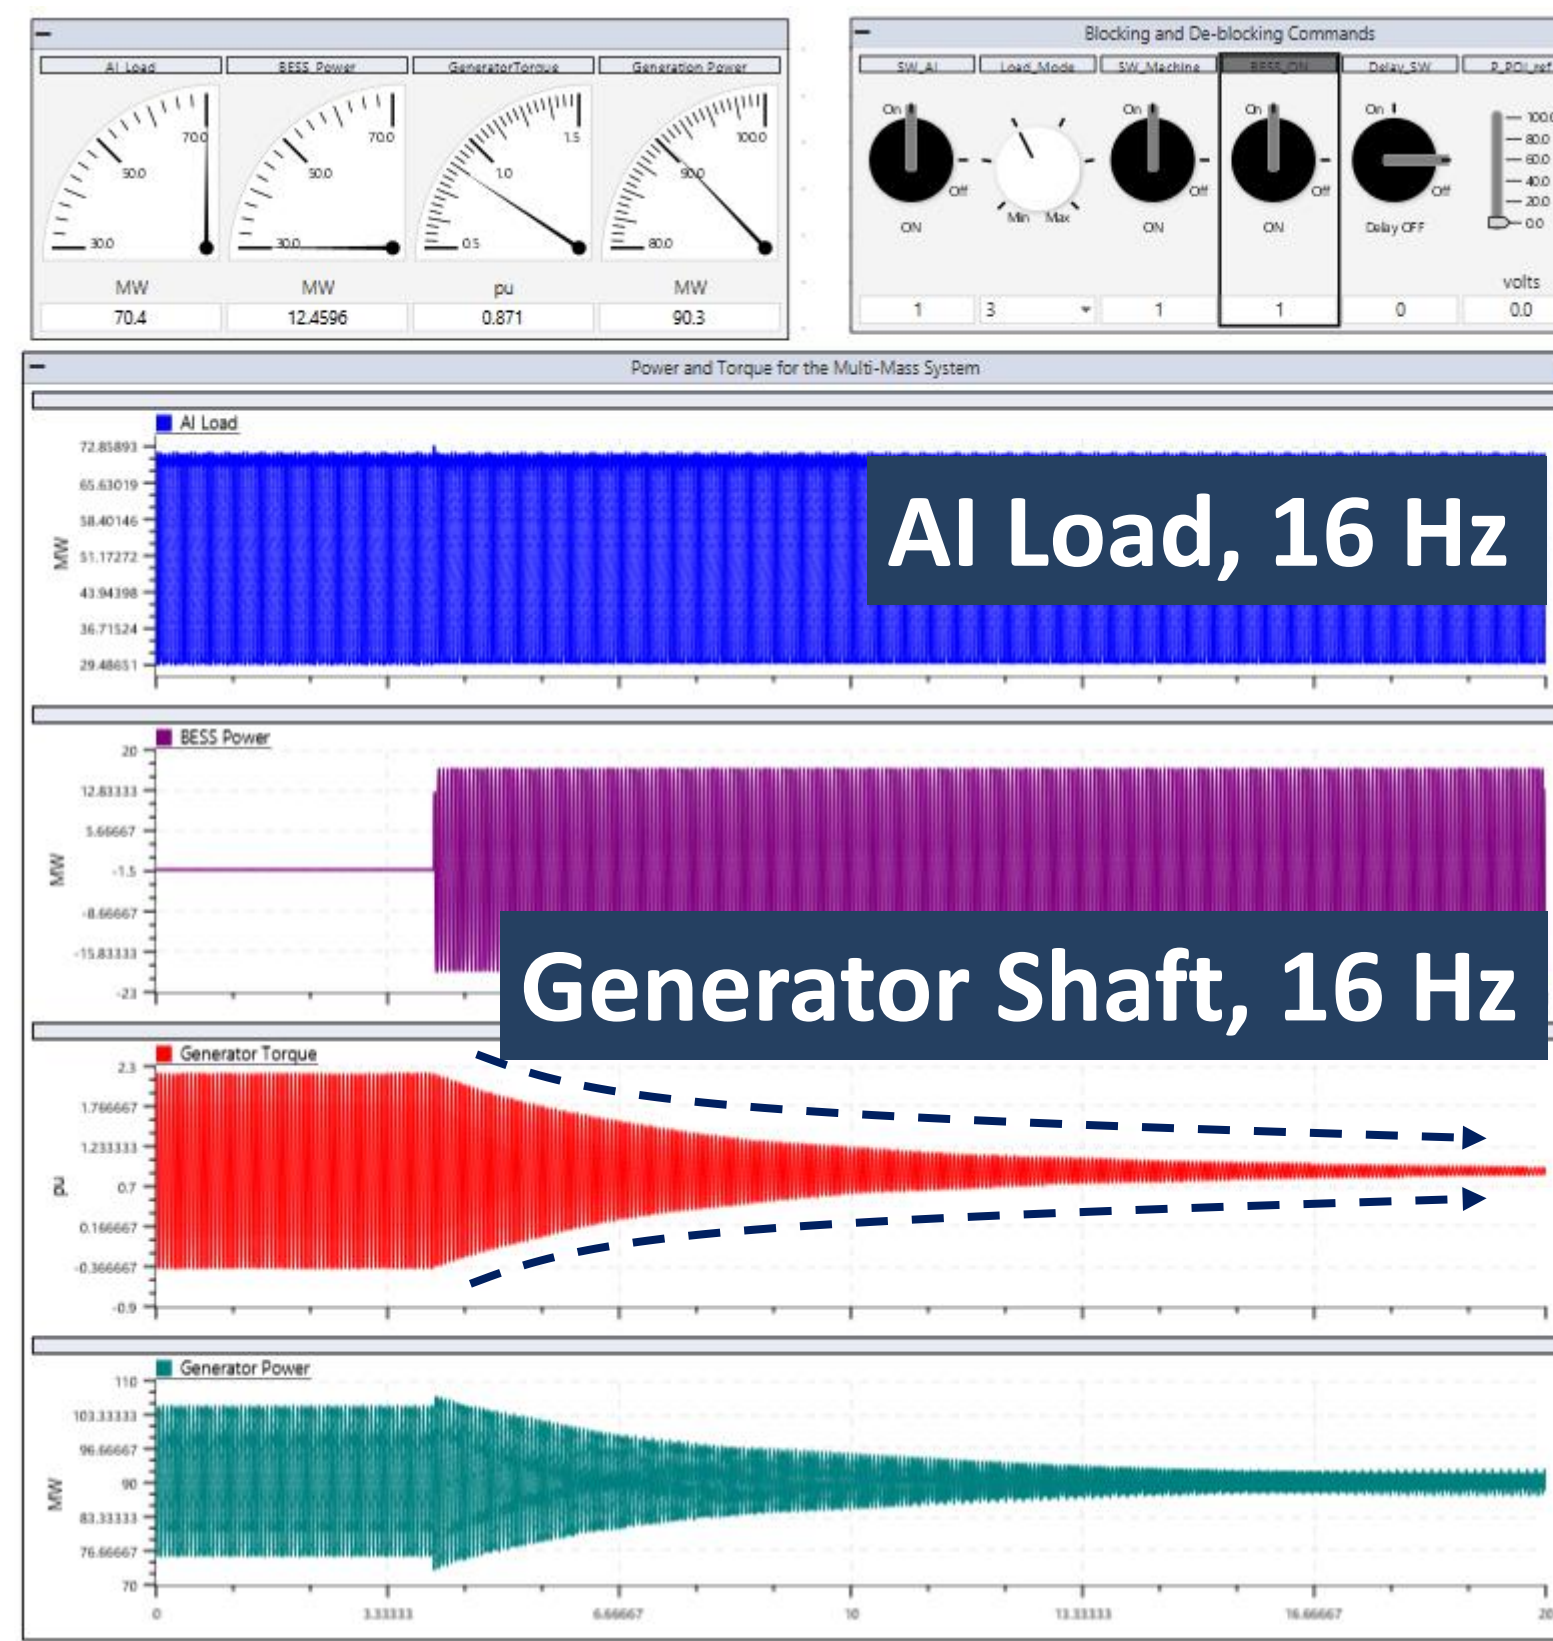 AI Load
BESS Power
GeneratorTorque
Generation Power
30.0
50.0
70.0
30.0
50.0
70.0
0.5
1.0
1.5
80.0
90.0
100.0
MW
MW
pu
MW
70.4
12.4596
0.871
90.3
Blocking and De-blocking Commands
SW_AI
Load_Mode
SW_Machine
BESS_ON
Delay_SW
P_POI_ref
On
Off
ON
Min
Max
On
Off
ON
On
Off
ON
On
Off
Delay OFF
100.0
80.0
60.0
40.0
20.0
0.0
volts
1
3
1
1
0
0.0
Power and Torque for the Multi-Mass System
AI Load
72.85893
65.63019
58.40146
51.17272
43.94398
36.71524
29.48651
MW
AI Load, 16 Hz
BESS Power
20
12.83333
5.66667
-1.5
-8.66667
-15.83333
-23
MW
Generator Shaft, 16 Hz
Generator Torque
2.3
1.766667
1.233333
0.7
0.166667
-0.366667
-0.9
pu
Generator Power
110
103.33333
96.66667
90
83.33333
76.66667
70
MW
0
3.33333
6.66667
10
13.33333
16.66667
20